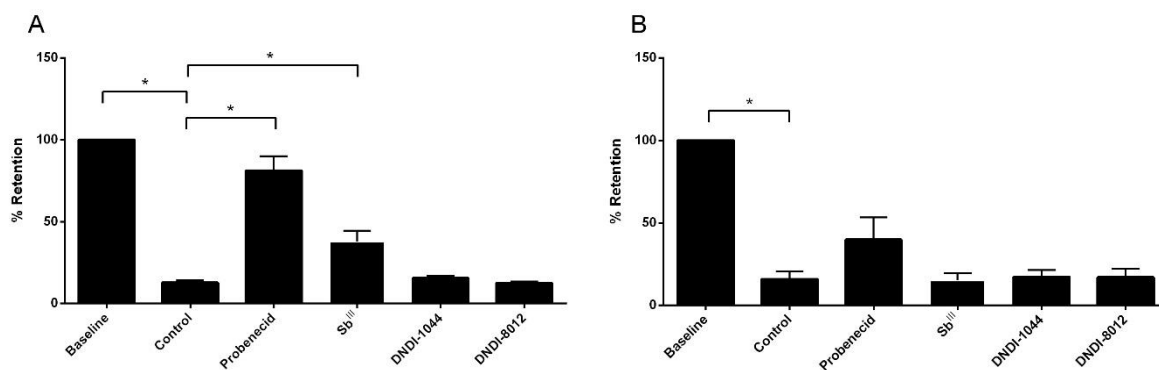 A
% Retention
150
100
50
0
*
*
*
Baseline
Control
Probenecid
Sb^III
DNDI-1044
DNDI-8012
B
% Retention
150
100
50
0
*
Baseline
Control
Probenecid
Sb^III
DNDI-1044
DNDI-8012